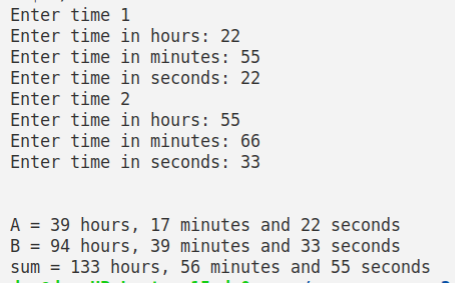 Enter time 1
Enter time in hours: 22
Enter time in minutes: 55
Enter time in seconds: 22
Enter time 2
Enter time in hours: 55
Enter time in minutes: 66
Enter time in seconds: 33
A = 39 hours, 17 minutes and 22 seconds
B = 94 hours, 39 minutes and 33 seconds
sum = 133 hours, 56 minutes and 55 seconds